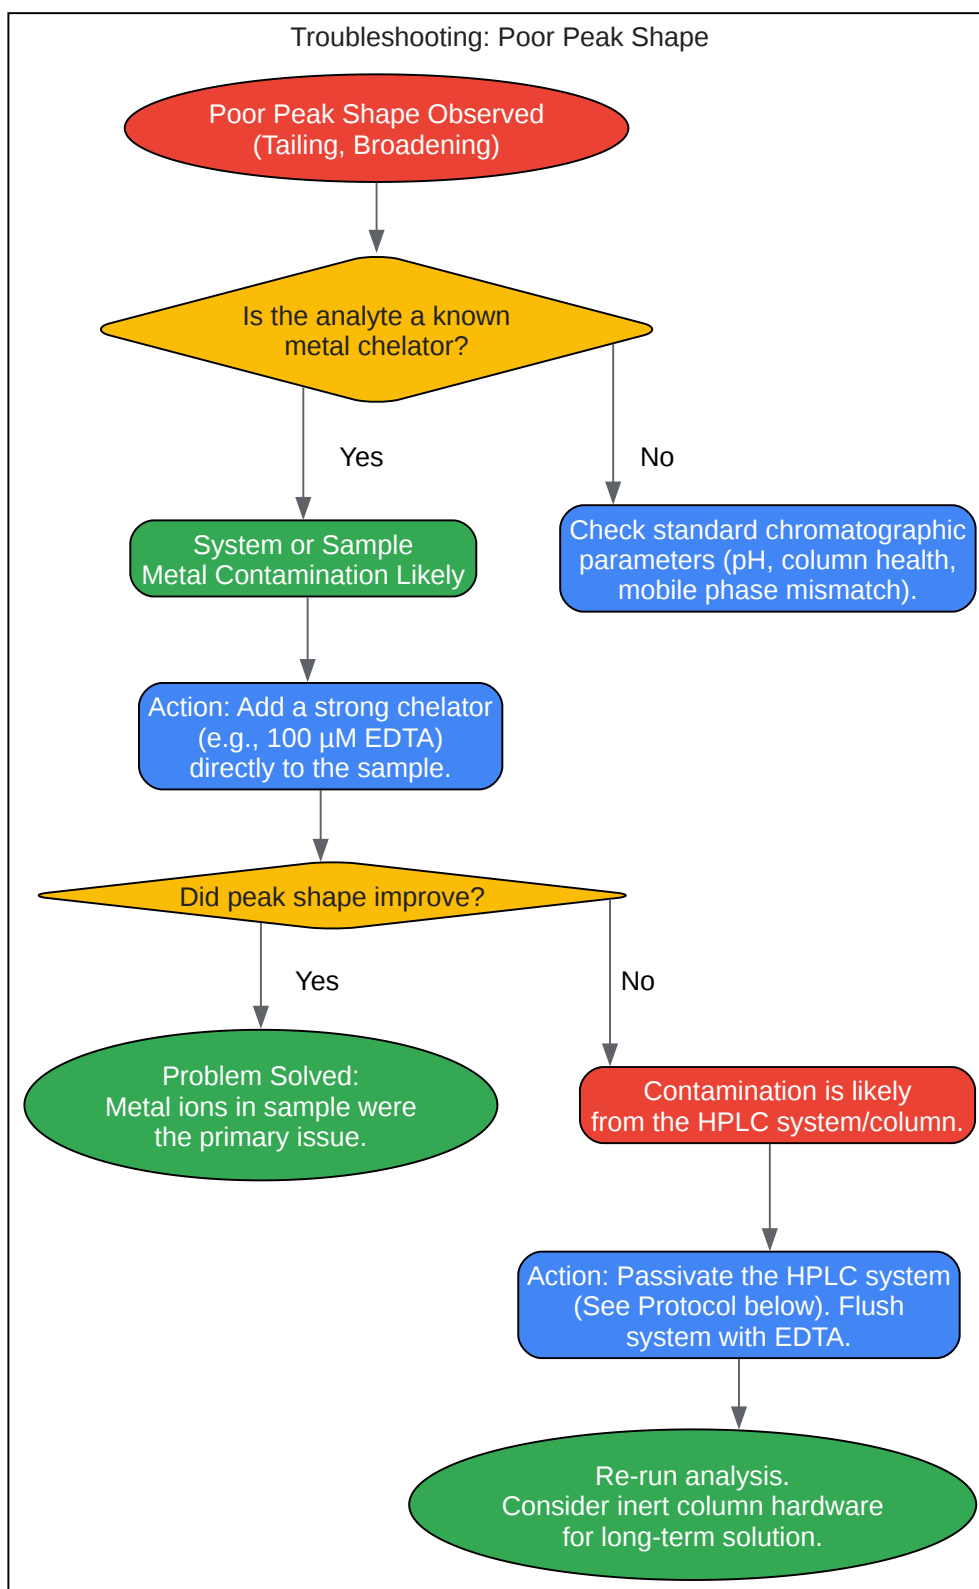 Troubleshooting: Poor Peak Shape
Poor Peak Shape Observed
(Tailing, Broadening)
Is the analyte a known
metal chelator?
Yes
No
System or Sample
Metal Contamination Likely
Check standard chromatographic
parameters (pH, column health,
mobile phase mismatch).
Action: Add a strong chelator
(e.g., 100 µM EDTA)
directly to the sample.
Did peak shape improve?
Yes
No
Problem Solved:
Metal ions in sample were
the primary issue.
Contamination is likely
from the HPLC system/column.
Action: Passivate the HPLC system
(See Protocol below). Flush
system with EDTA.
Re-run analysis.
Consider inert column hardware
for long-term solution.